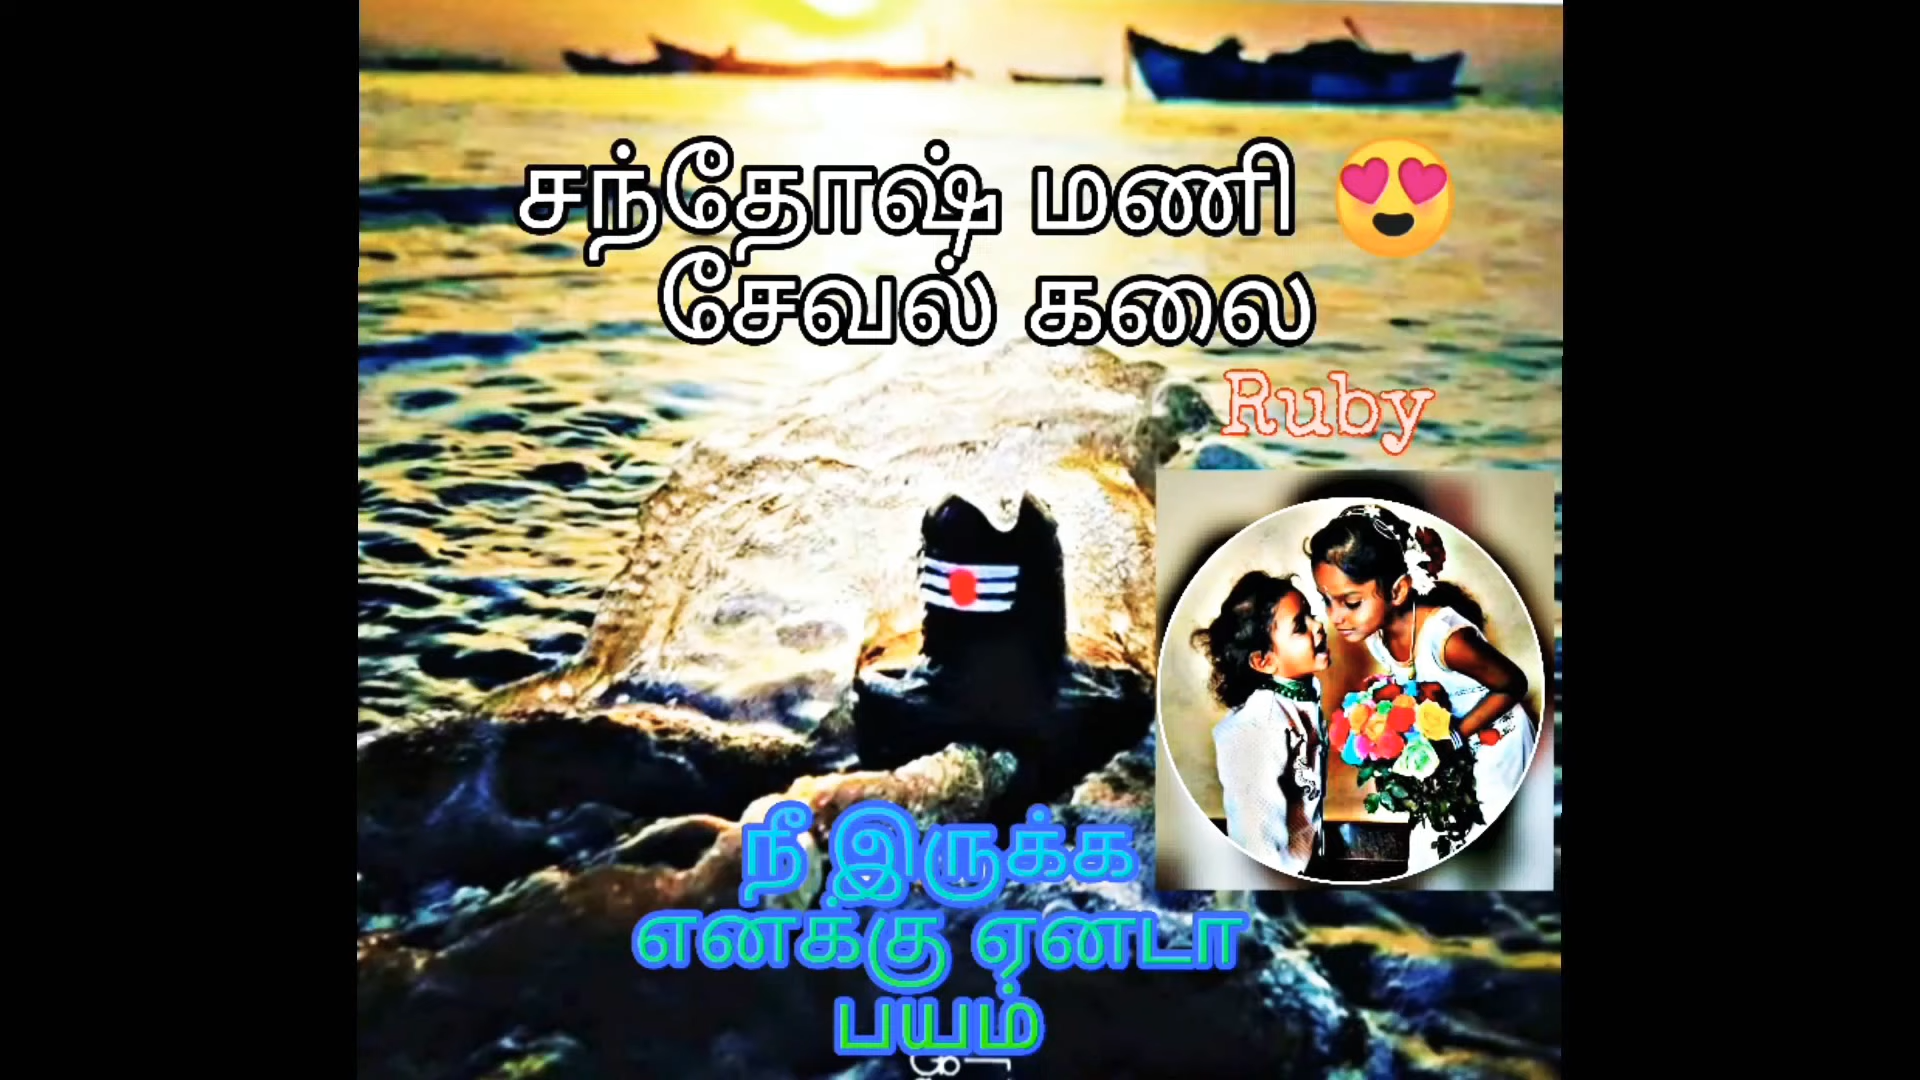 சந்தோஷ் மணி 😍
சேவல் கலை
Ruby
நீ இருக்க
எனக்கு ஏனடா
பயம்